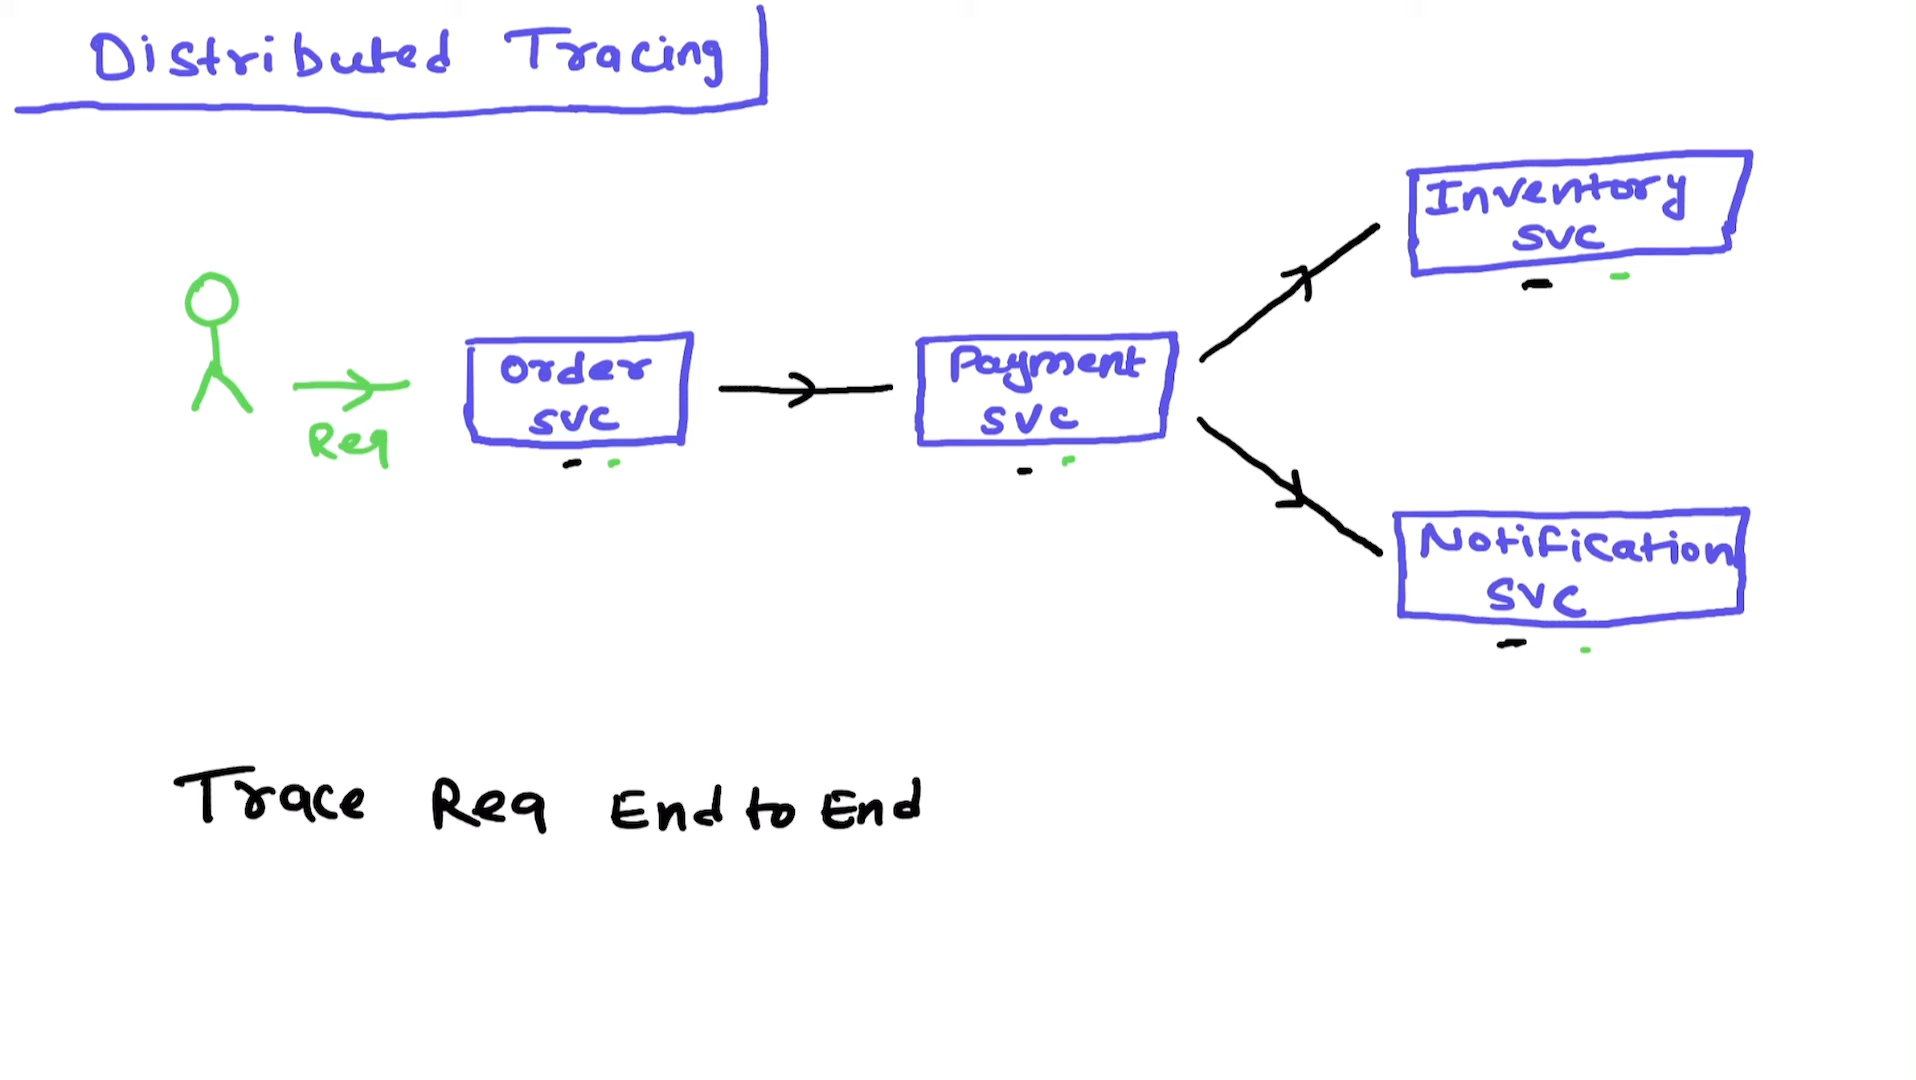 Distributed Tracing
Inventory
svc
Req
Order
svc
Payment
svc
Notification
svc
Trace Req End to End